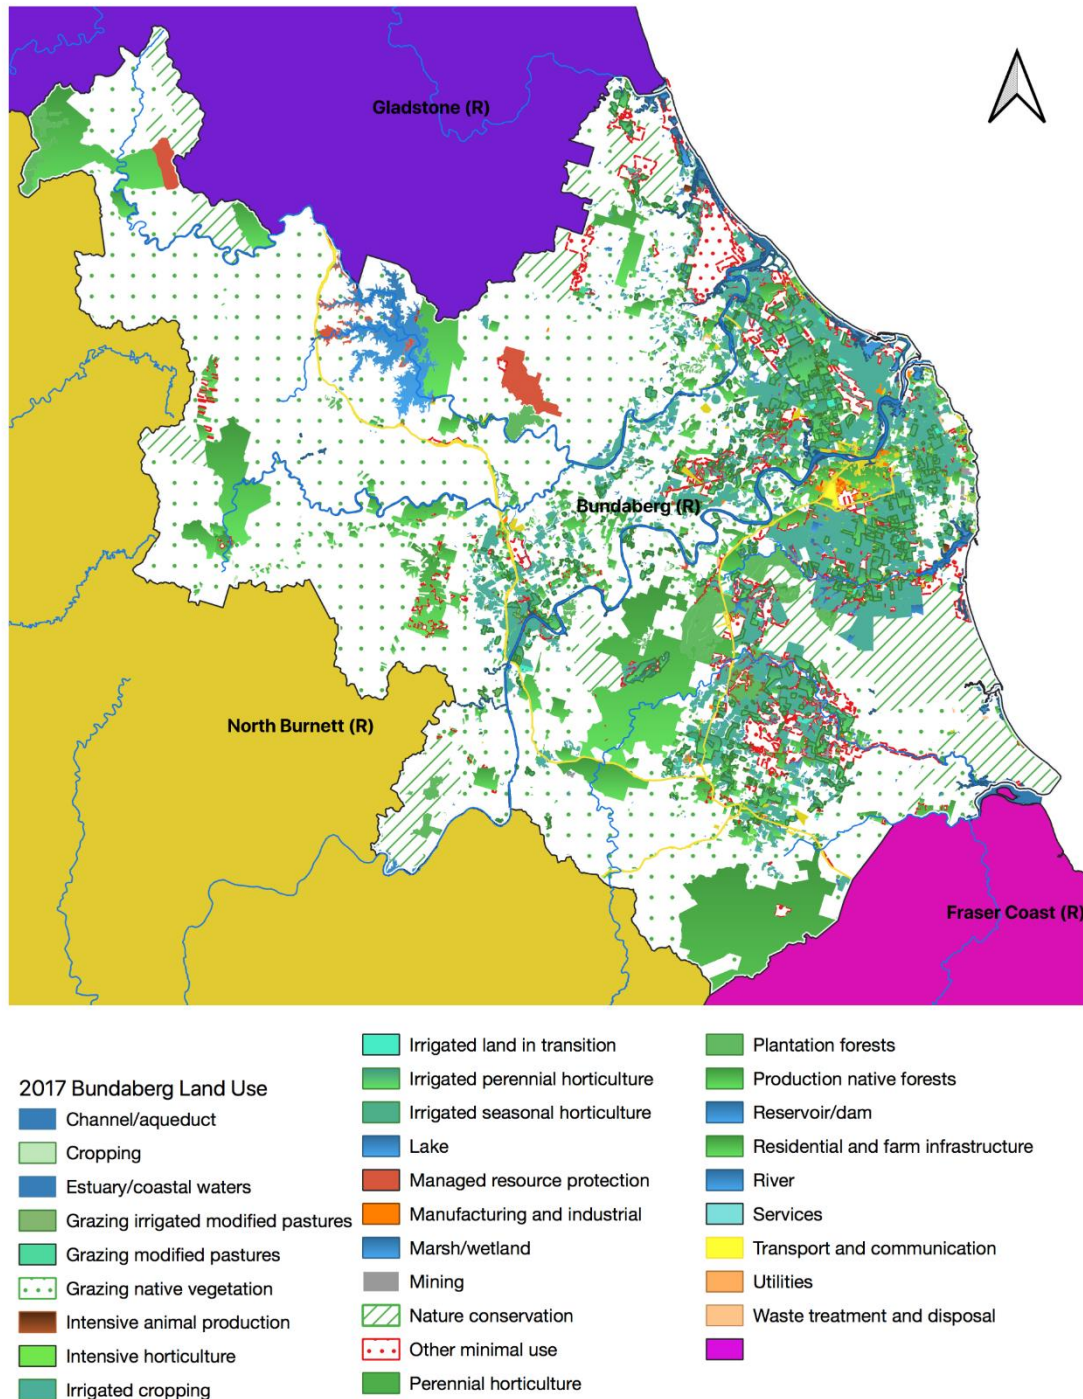 Gladstone (R)
Bundaberg (R)
North Burnett (R)
Fraser Coast (R)
2017 Bundaberg Land Use
Channel/aqueduct
Cropping
Estuary/coastal waters
Grazing irrigated modified pastures
Grazing modified pastures
Grazing native vegetation
Intensive animal production
Intensive horticulture
Irrigated cropping
Irrigated land in transition
Irrigated perennial horticulture
Irrigated seasonal horticulture
Lake
Managed resource protection
Manufacturing and industrial
Marsh/wetland
Mining
Nature conservation
Other minimal use
Perennial horticulture
Plantation forests
Production native forests
Reservoir/dam
Residential and farm infrastructure
River
Services
Transport and communication
Utilities
Waste treatment and disposal